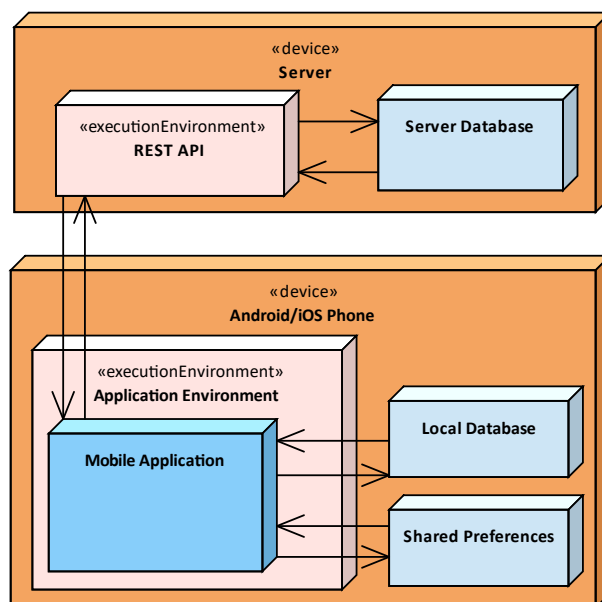 «device»
Server
«executionEnvironment»
REST API
Server Database
«device»
Android/iOS Phone
«executionEnvironment»
Application Environment
Mobile Application
Local Database
Shared Preferences